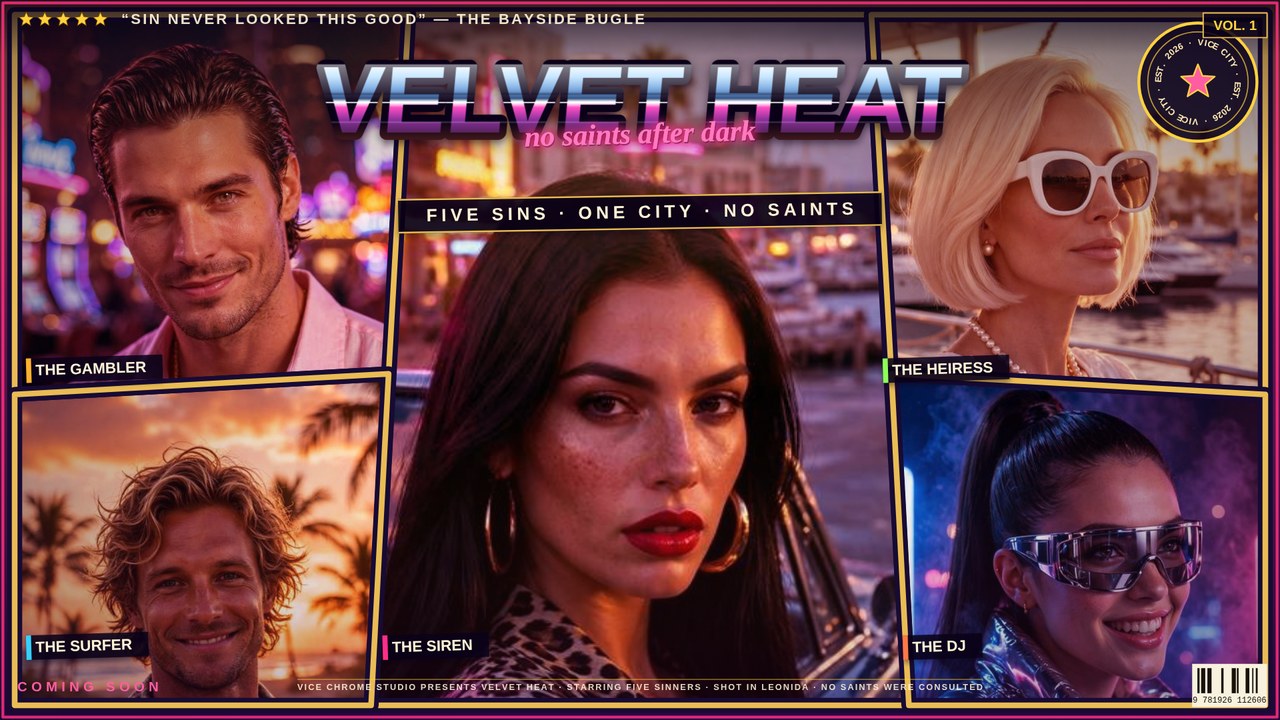 ★★★★★ “SIN NEVER LOOKED THIS GOOD” — THE BAYSIDE BUGLE
VOL. 1
EST. 2026 · VICE CITY · EST. 2026 · VICE CITY ·
VELVET HEAT
no saints after dark
FIVE SINS · ONE CITY · NO SAINTS
THE GAMBLER
THE HEIRESS
THE SURFER
THE SIREN
THE DJ
COMING SOON
VICE CHROME STUDIO PRESENTS VELVET HEAT · STARRING FIVE SINNERS · SHOT IN LEONIDA · NO SAINTS WERE CONSULTED
9 781926 112606